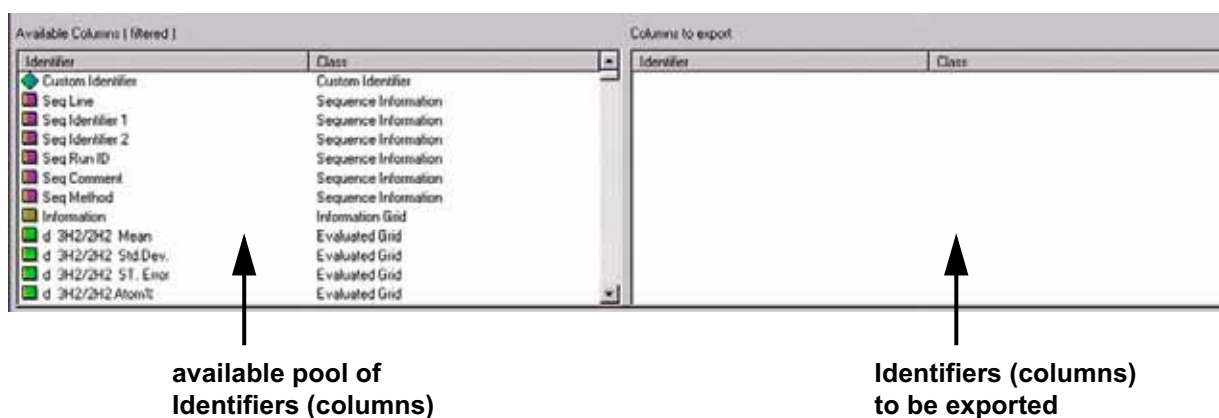 Available Columns ( filtered )
Columns to export
Identifier Class
Identifier Class
Custom Identifier Custom Identifier
Seq Line Sequence Information
Seq Identifier 1 Sequence Information
Seq Identifier 2 Sequence Information
Seq Run ID Sequence Information
Seq Comment Sequence Information
Seq Method Sequence Information
Information Information Grid
d 3H2/2H2 Mean Evaluated Grid
d 3H2/2H2 Std.Dev. Evaluated Grid
d 3H2/2H2 ST. Error Evaluated Grid
d 3H2/2H2 Atom% Evaluated Grid
available pool of
Identifiers (columns)
Identifiers (columns)
to be exported